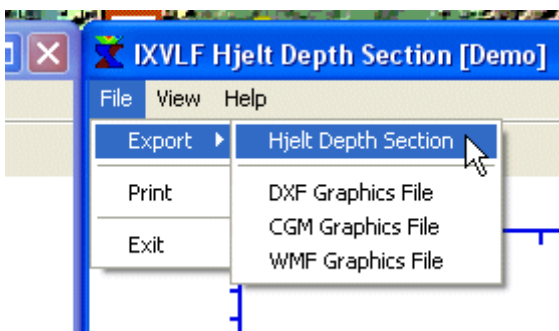 IXVLF Hjelt Depth Section [Demo]
File View Help
Export Hjelt Depth Section
Print DXF Graphics File
CGM Graphics File
Exit WMF Graphics File